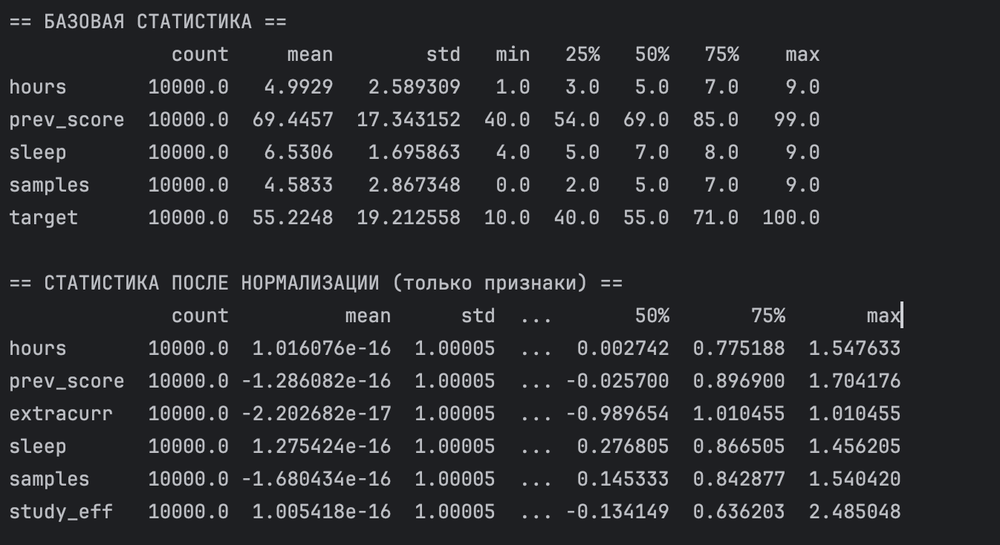 == БАЗОВАЯ СТАТИСТИКА ==
count mean std min 25% 50% 75% max
hours 10000.0 4.9929 2.589309 1.0 3.0 5.0 7.0 9.0
prev_score 10000.0 69.4457 17.343152 40.0 54.0 69.0 85.0 99.0
sleep 10000.0 6.5306 1.695863 4.0 5.0 7.0 8.0 9.0
samples 10000.0 4.5833 2.867348 0.0 2.0 5.0 7.0 9.0
target 10000.0 55.2248 19.212558 10.0 40.0 55.0 71.0 100.0
== СТАТИСТИКА ПОСЛЕ НОРМАЛИЗАЦИИ (только признаки) ==
count mean std ... 50% 75% max
hours 10000.0 1.016076e-16 1.00005 ... 0.002742 0.775188 1.547633
prev_score 10000.0 -1.286082e-16 1.00005 ... -0.025700 0.896900 1.704176
extracurr 10000.0 -2.202682e-17 1.00005 ... -0.989654 1.010455 1.010455
sleep 10000.0 1.275424e-16 1.00005 ... 0.276805 0.866505 1.456205
samples 10000.0 -1.680434e-16 1.00005 ... 0.145333 0.842877 1.540420
study_eff 10000.0 1.005418e-16 1.00005 ... -0.134149 0.636203 2.485048